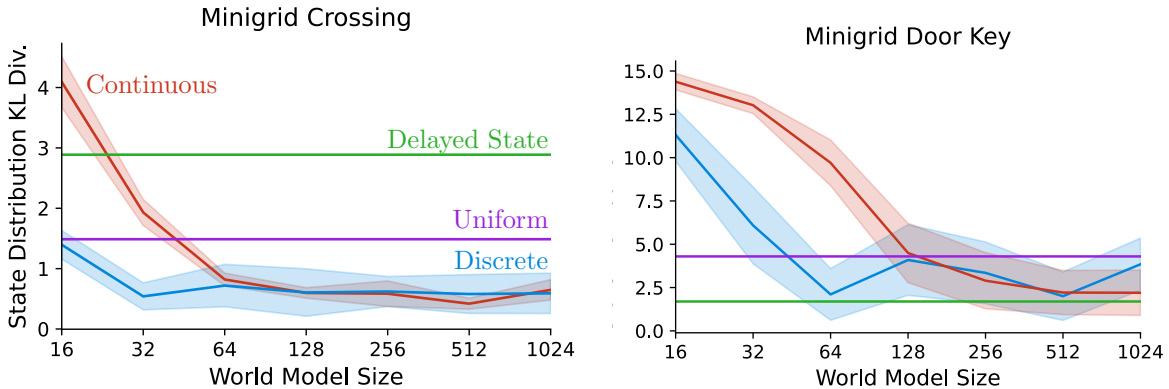 Minigrid Crossing
State Distribution KL Div.
4
3
2
1
0
Continuous
Delayed State
Uniform
Discrete
16 32 64 128 256 512 1024
World Model Size
Minigrid Door Key
15.0
12.5
10.0
7.5
5.0
2.5
0.0
16 32 64 128 256 512 1024
World Model Size